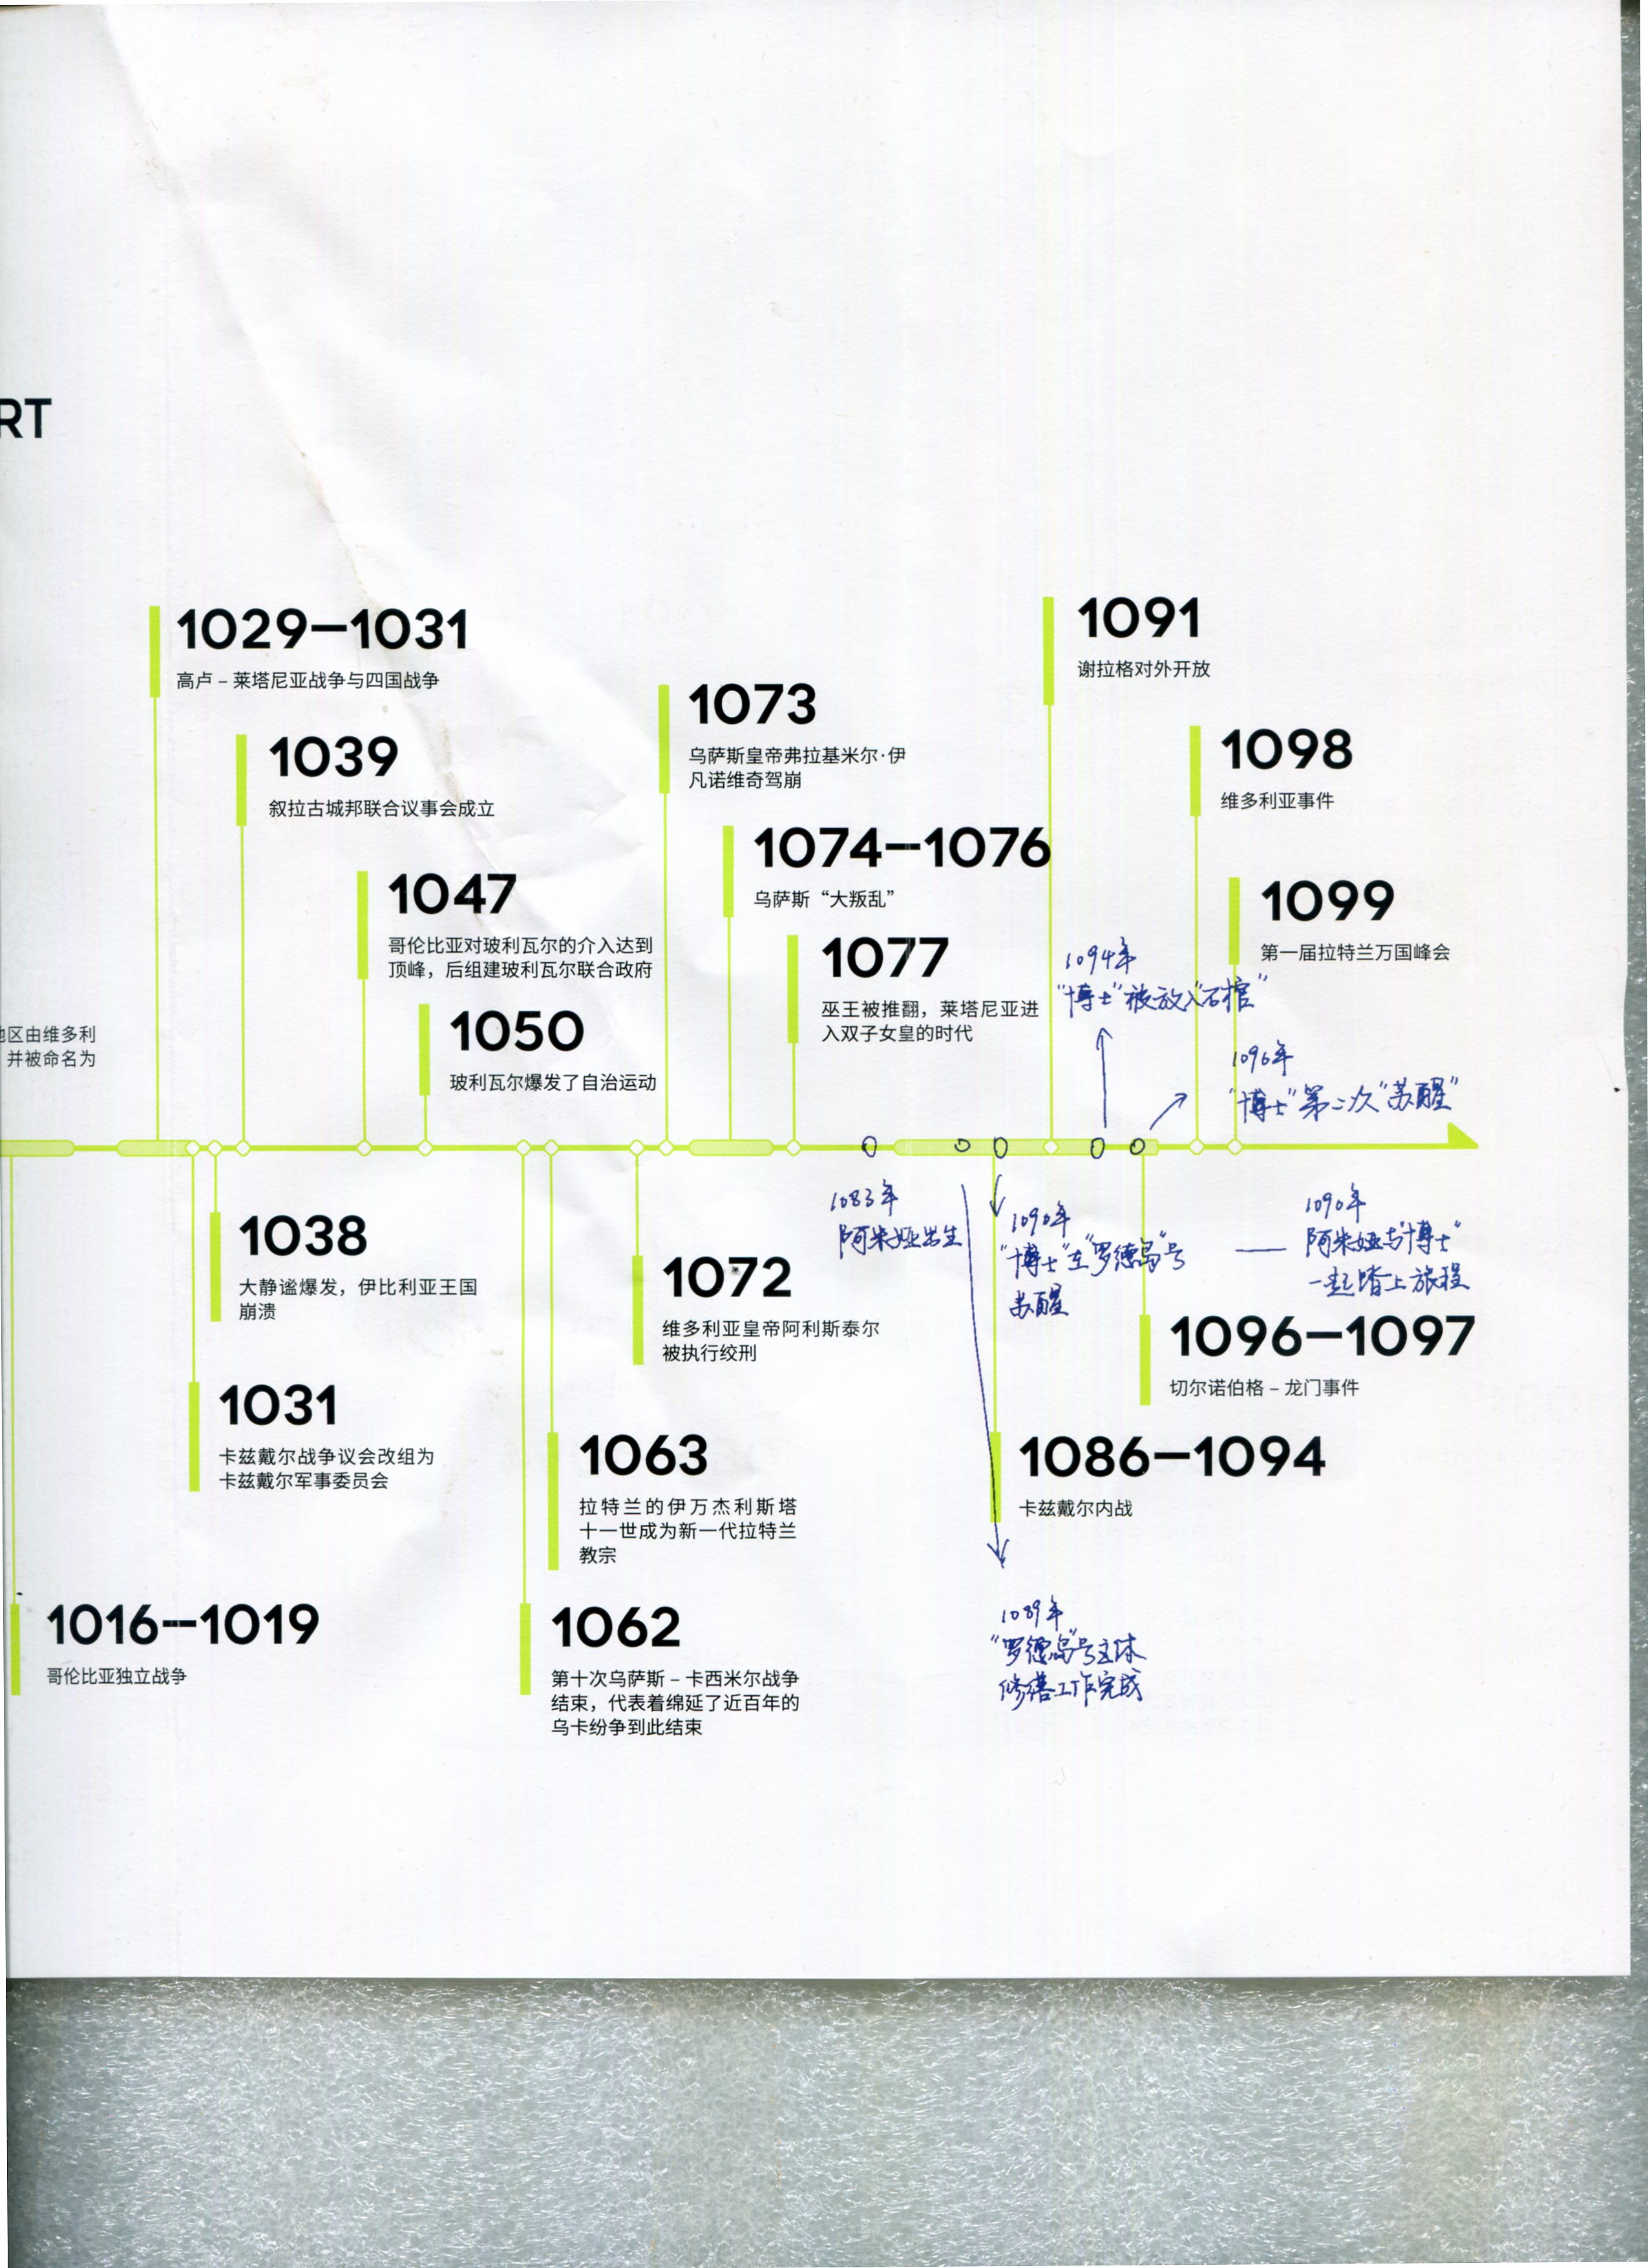 RT
1029—1031
高卢 – 莱塔尼亚战争与四国战争
1039
叙拉古城邦联合议事会成立
1047
哥伦比亚对玻利瓦尔的介入达到
顶峰，后组建玻利瓦尔联合政府
1050
玻利瓦尔爆发了自治运动
区由维多利
并被命名为
1073
乌萨斯皇帝弗拉基米尔·伊
凡诺维奇驾崩
1074—1076
乌萨斯“大叛乱”
1077
巫王被推翻，莱塔尼亚进
入双子女皇的时代
1091
谢拉格对外开放
1098
维多利亚事件
1099
第一届拉特兰万国峰会
1094年
“博士”被放入“石棺”
1096年
“博士”第二次“苏醒”
1083年
阿米娅出生
1090年
“博士”在“罗德岛”号
苏醒
1090年
— 阿米娅与“博士”
一起踏上旅程
1038
大静谧爆发，伊比利亚王国
崩溃
1031
卡兹戴尔战争议会改组为
卡兹戴尔军事委员会
1016—1019
哥伦比亚独立战争
1072
维多利亚皇帝阿利斯泰尔
被执行绞刑
1063
拉特兰的伊万杰利斯塔
十一世成为新一代拉特兰
教宗
1062
第十次乌萨斯 – 卡西米尔战争
结束，代表着绵延了近百年的
乌卡纷争到此结束
1096—1097
切尔诺伯格 – 龙门事件
1086—1094
卡兹戴尔内战
1089年
“罗德岛”号主体
修缮工作完成